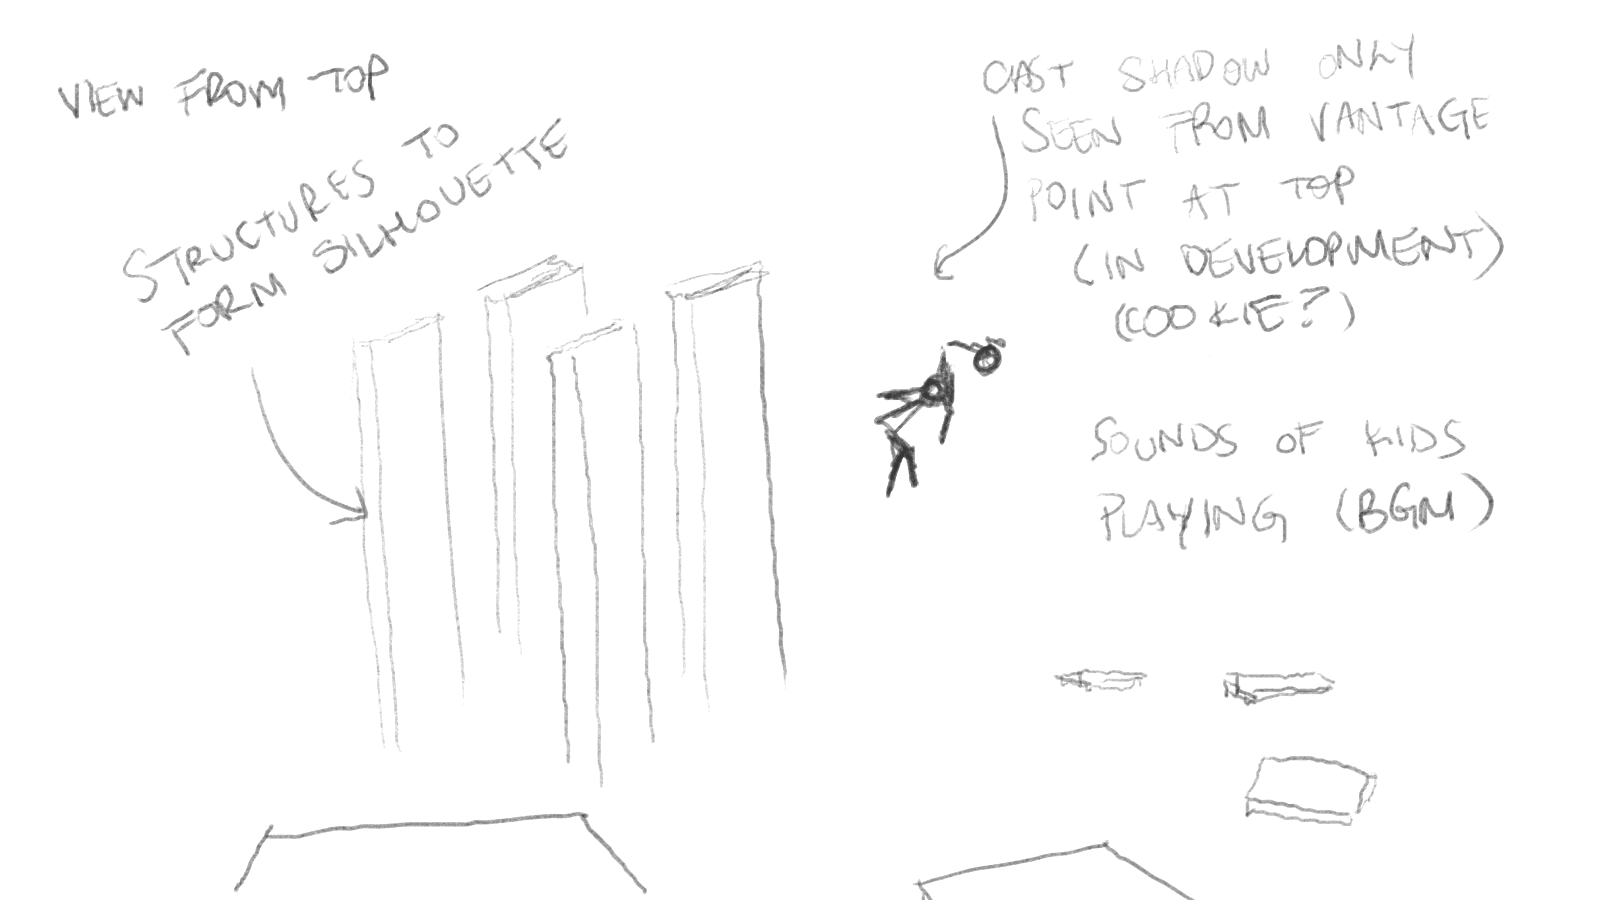 VIEW FROM TOP
STRUCTURES TO
FORM SILHOUETTE
CAST SHADOW ONLY
SEEN FROM VANTAGE
POINT AT TOP
(IN DEVELOPMENT)
(COOKIE?)
SOUNDS OF KIDS
PLAYING (BGM)